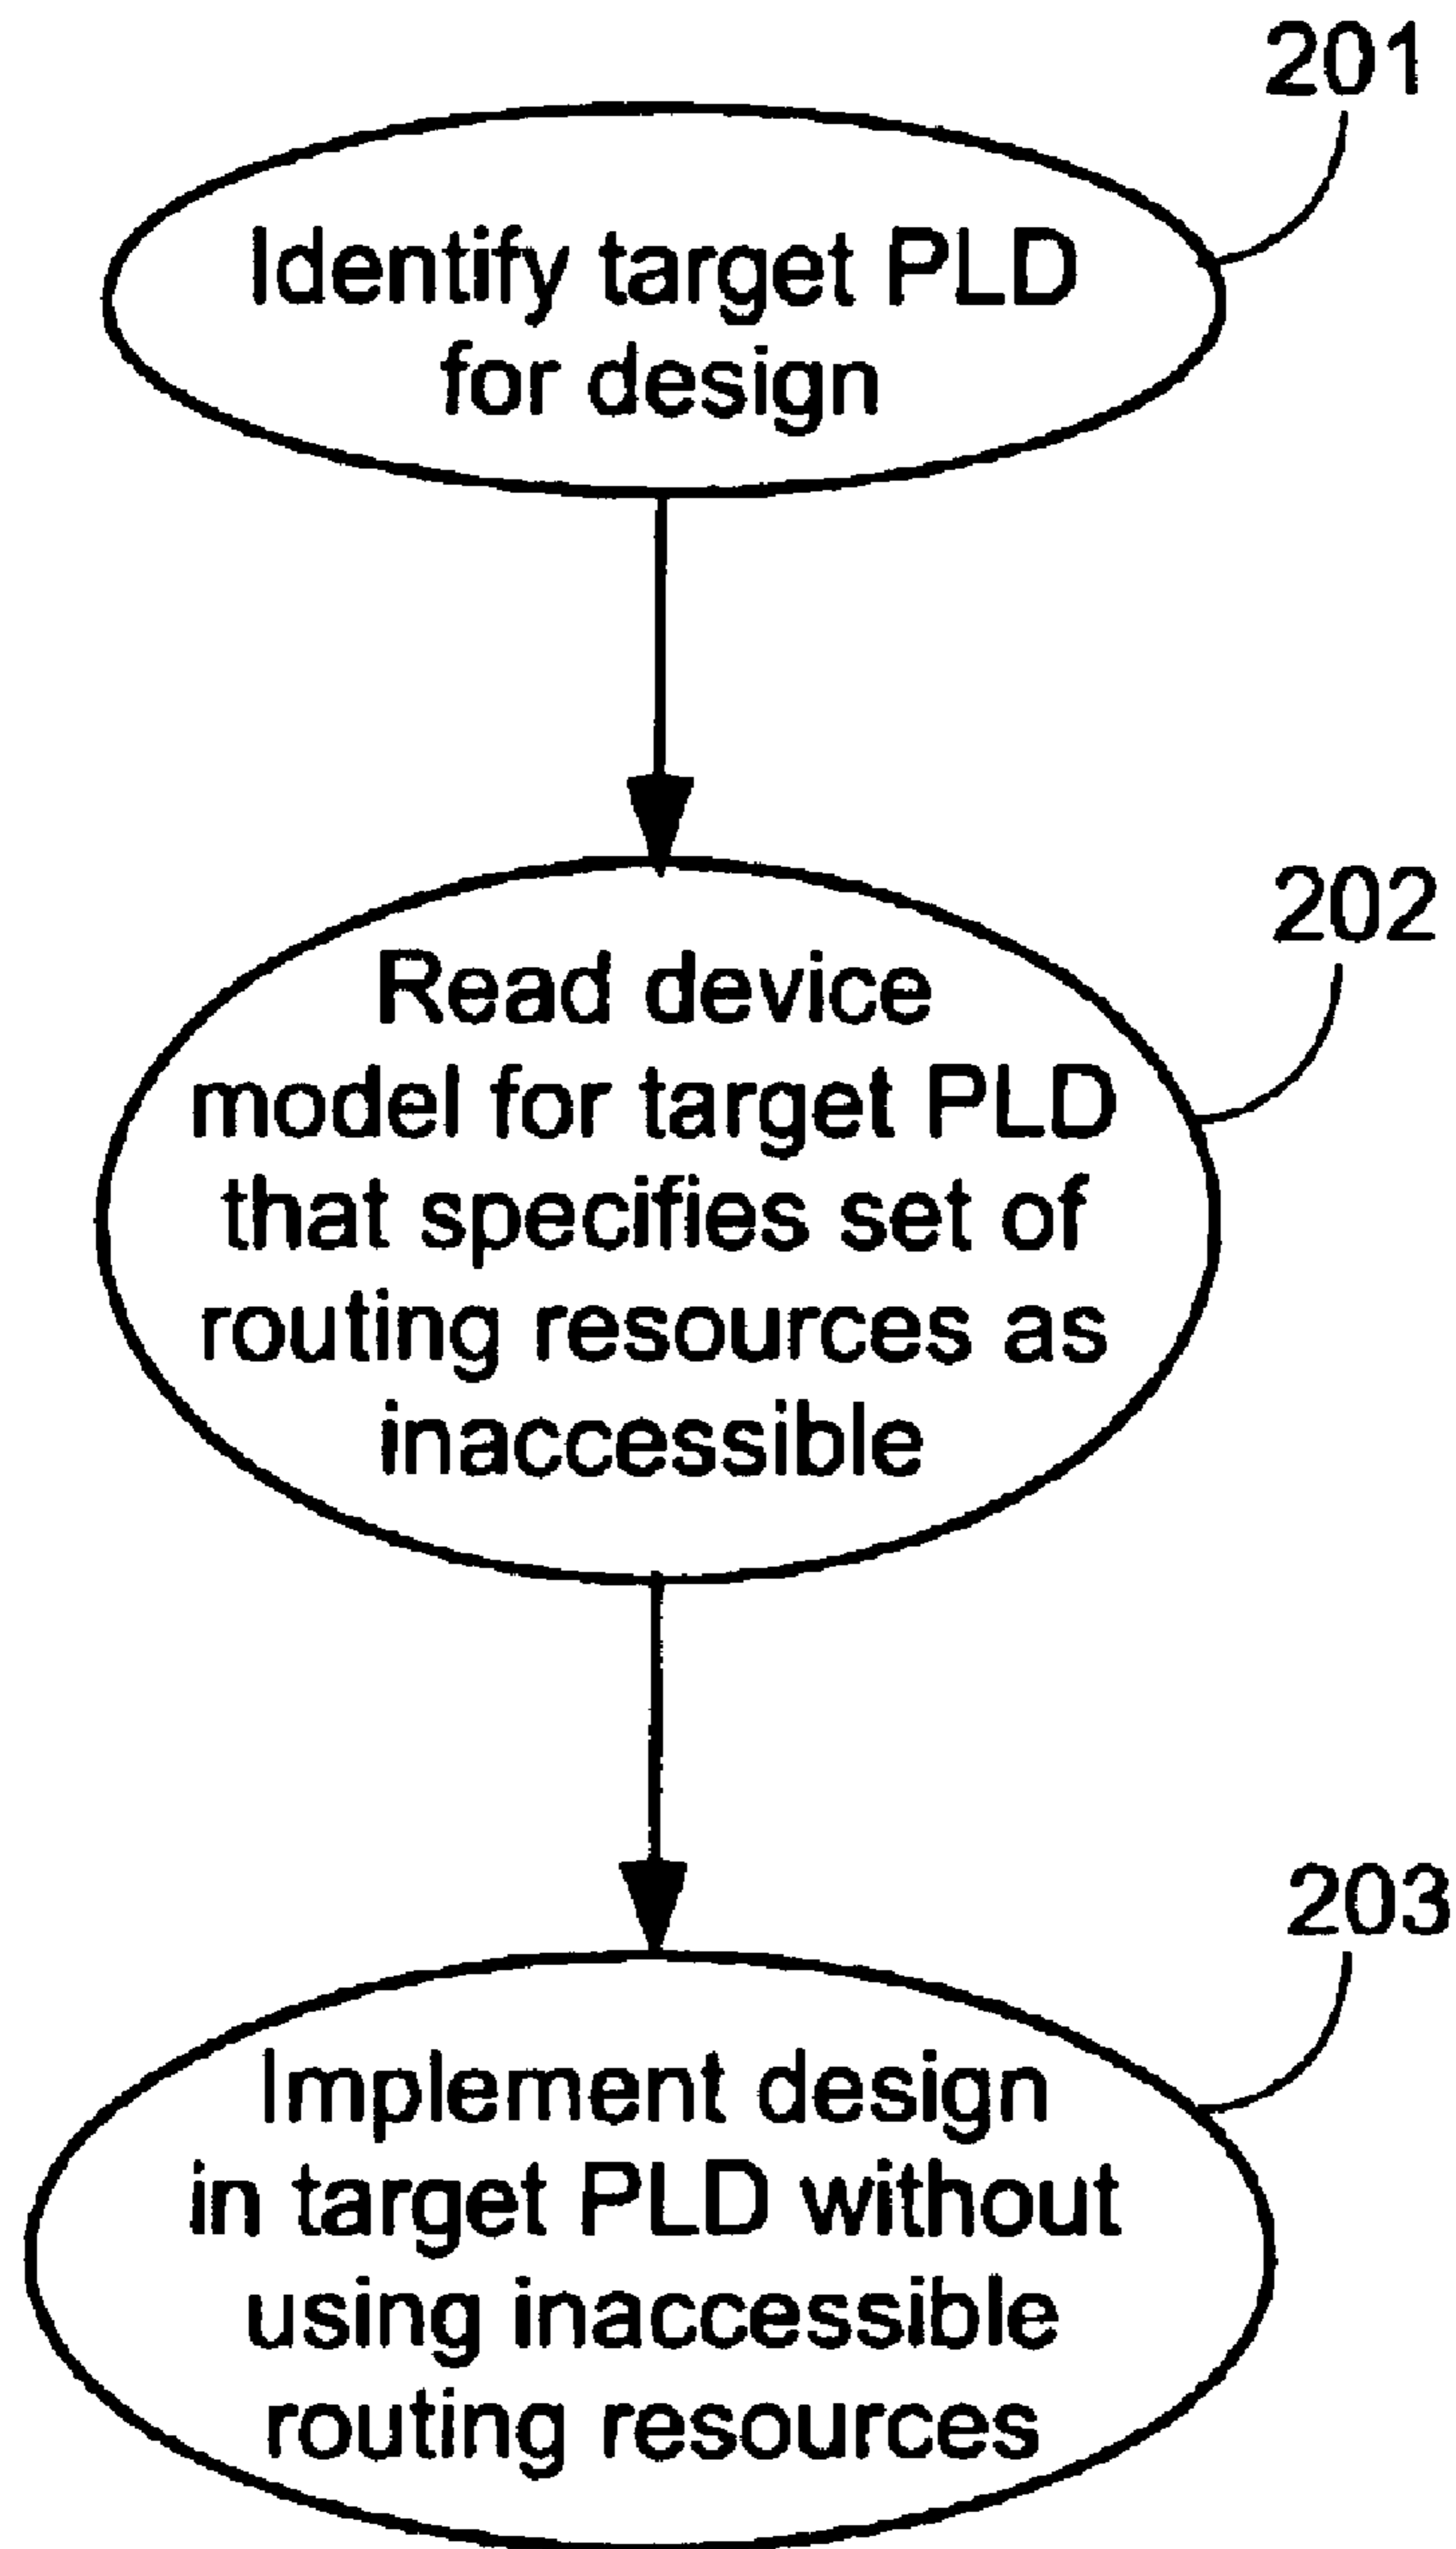 201
Identify target PLD
for design
202
Read device
model for target PLD
that specifies set of
routing resources as
inaccessible
203
Implement design
in target PLD without
using inaccessible
routing resources